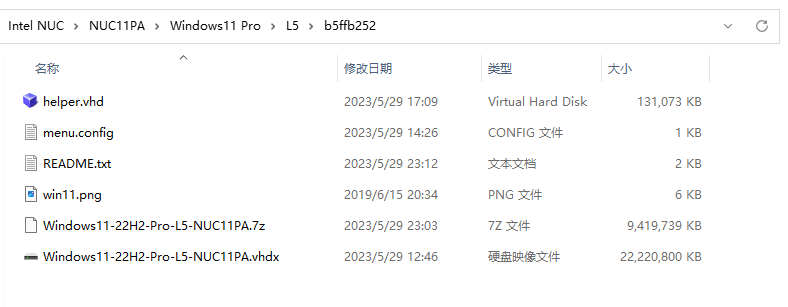 Intel NUC > NUC11PA > Windows11 Pro > L5 > b5ffb252
名称 修改日期 类型 大小
helper.vhd 2023/5/29 17:09 Virtual Hard Disk 131,073 KB
menu.config 2023/5/29 14:26 CONFIG 文件 1 KB
README.txt 2023/5/29 23:12 文本文档 2 KB
win11.png 2019/6/15 20:34 PNG 文件 6 KB
Windows11-22H2-Pro-L5-NUC11PA.7z 2023/5/29 23:03 7Z 文件 9,419,739 KB
Windows11-22H2-Pro-L5-NUC11PA.vhdx 2023/5/29 12:46 硬盘映像文件 22,220,800 KB